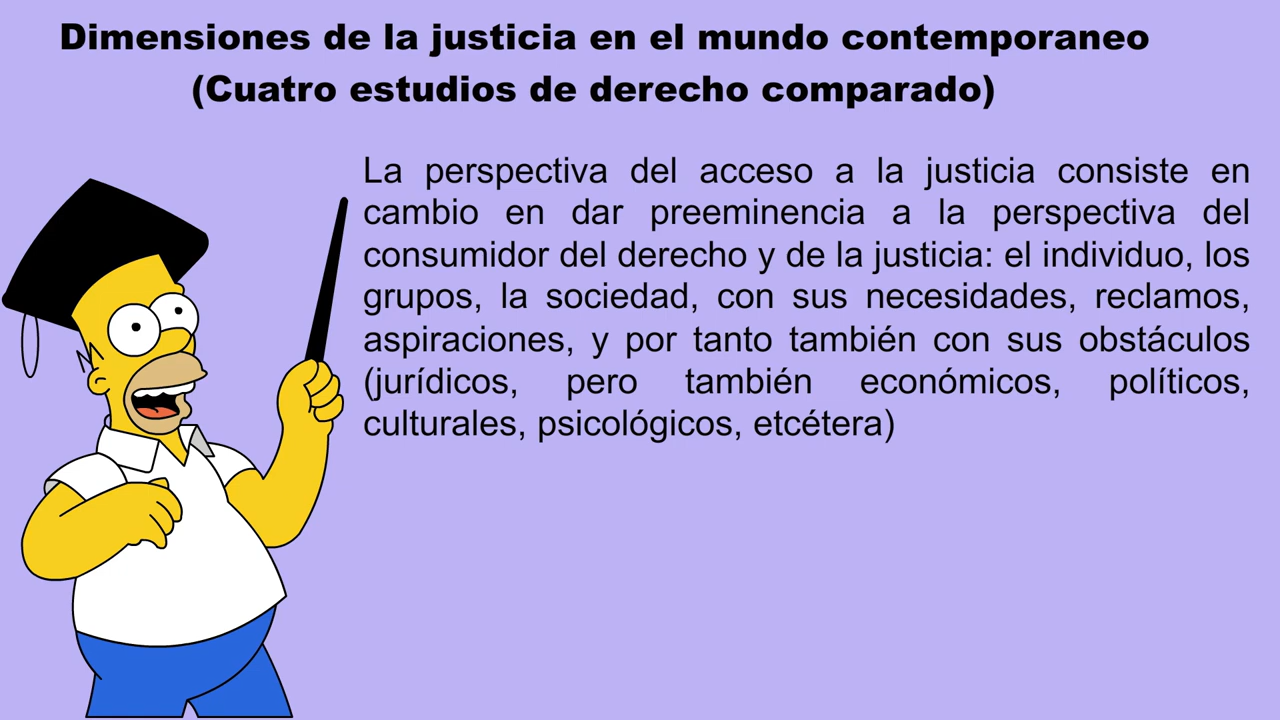 Dimensiones de la justicia en el mundo contemporaneo
(Cuatro estudios de derecho comparado)
La perspectiva del acceso a la justicia consiste en
cambio en dar preeminencia a la perspectiva del
consumidor del derecho y de la justicia: el individuo, los
grupos, la sociedad, con sus necesidades, reclamos,
aspiraciones, y por tanto también con sus obstáculos
(jurídicos, pero también económicos, políticos,
culturales, psicológicos, etcétera)